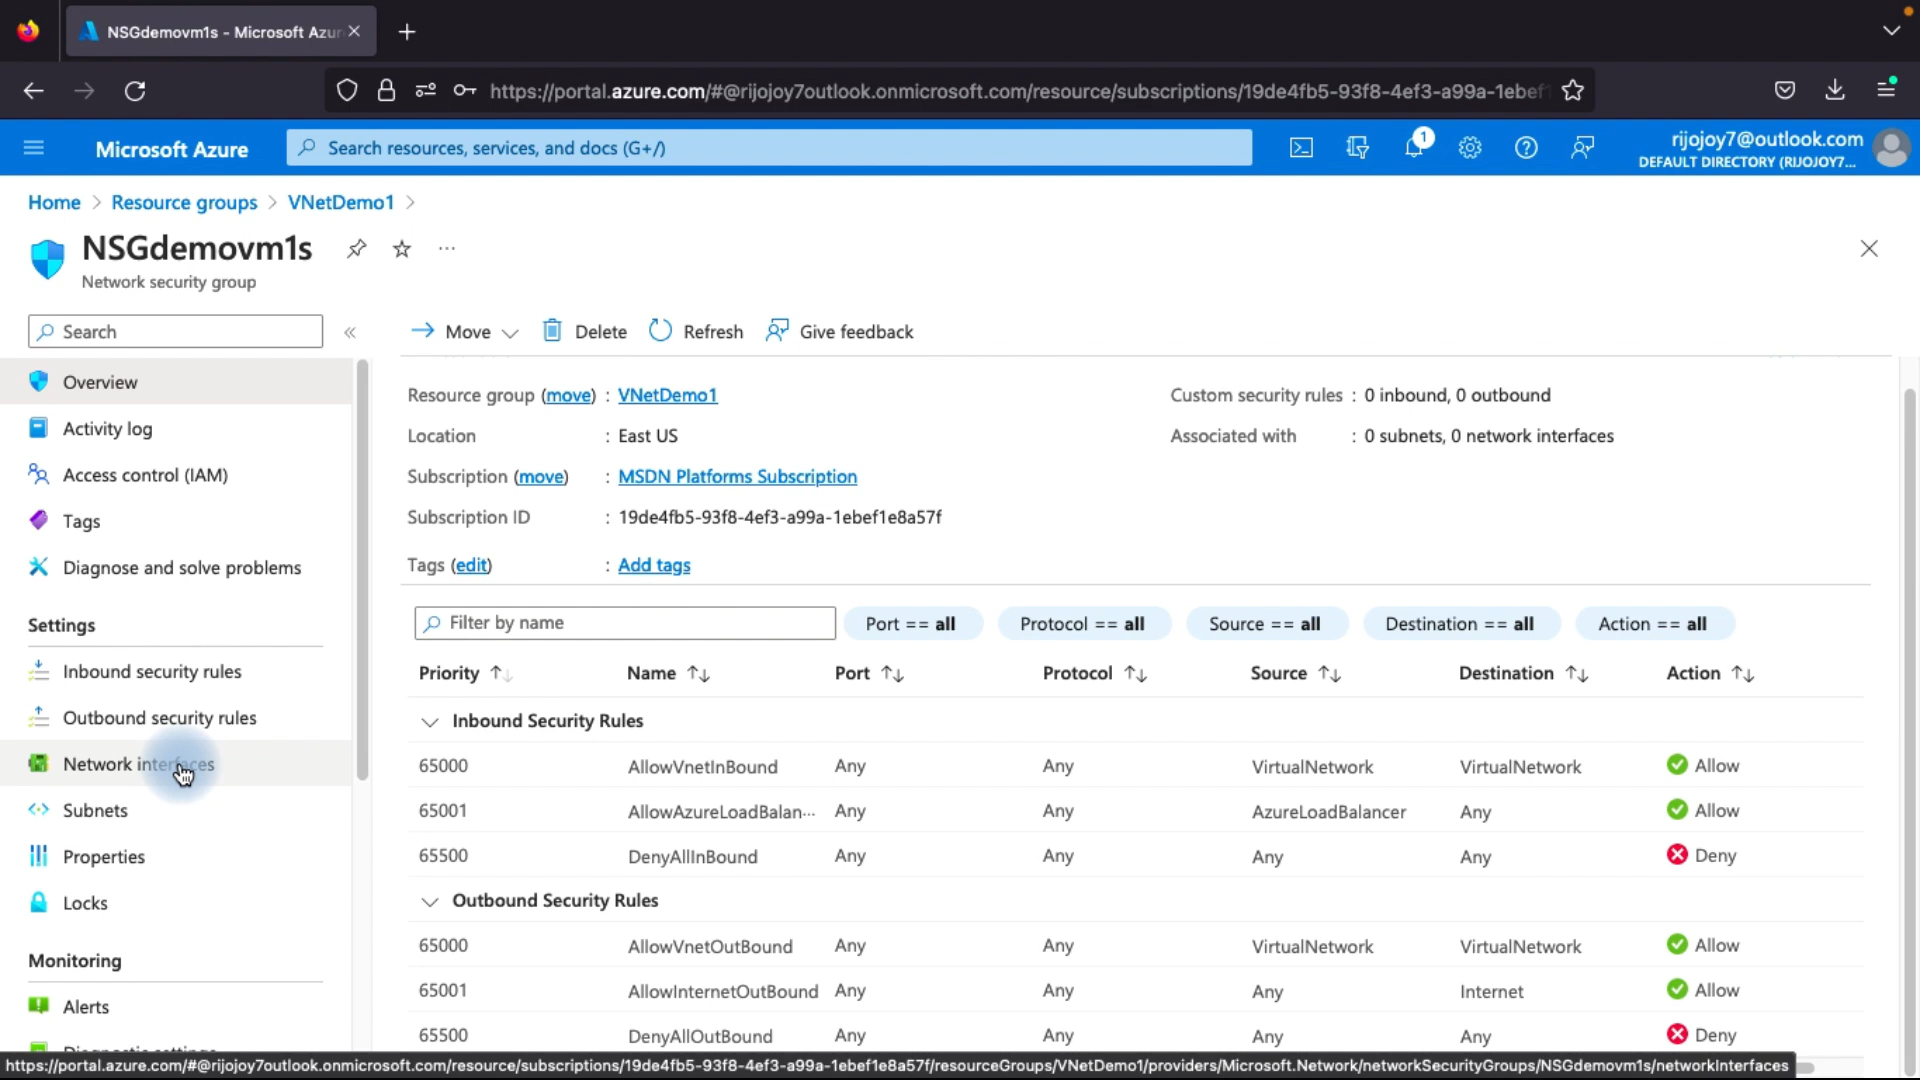 NSGdemovm1s - Microsoft Azur
https://portal.azure.com/#@rijojoy7outlook.onmicrosoft.com/resource/subscriptions/19de4fb5-93f8-4ef3-a99a-1ebef1
Microsoft Azure
Search resources, services, and docs (G+/)
1
rijojoy7@outlook.com
DEFAULT DIRECTORY (RIJOJOY7...
Home > Resource groups > VNetDemo1 >
NSGdemovm1s
...
Network security group
Search
«
Move
Delete
Refresh
Give feedback
Overview
Activity log
Access control (IAM)
Tags
Diagnose and solve problems
Settings
Inbound security rules
Outbound security rules
Network interfaces
Subnets
Properties
Locks
Monitoring
Alerts
Resource group (move) : VNetDemo1
Location : East US
Subscription (move) : MSDN Platforms Subscription
Subscription ID : 19de4fb5-93f8-4ef3-a99a-1ebef1e8a57f
Tags (edit) : Add tags
Custom security rules : 0 inbound, 0 outbound
Associated with : 0 subnets, 0 network interfaces
Filter by name
Port == all
Protocol == all
Source == all
Destination == all
Action == all
Priority ↑↓ Name ↑↓ Port ↑↓ Protocol ↑↓ Source ↑↓ Destination ↑↓ Action ↑↓
Inbound Security Rules
65000 AllowVnetInBound Any Any VirtualNetwork VirtualNetwork Allow
65001 AllowAzureLoadBalan... Any Any AzureLoadBalancer Any Allow
65500 DenyAllInBound Any Any Any Any Deny
Outbound Security Rules
65000 AllowVnetOutBound Any Any VirtualNetwork VirtualNetwork Allow
65001 AllowInternetOutBound Any Any Any Internet Allow
65500 DenyAllOutBound Any Any Any Any Deny
https://portal.azure.com/#@rijojoy7outlook.onmicrosoft.com/resource/subscriptions/19de4fb5-93f8-4ef3-a99a-1ebef1e8a57f/resourceGroups/VNetDemo1/providers/Microsoft.Network/networkSecurityGroups/NSGdemovm1s/networkInterfaces